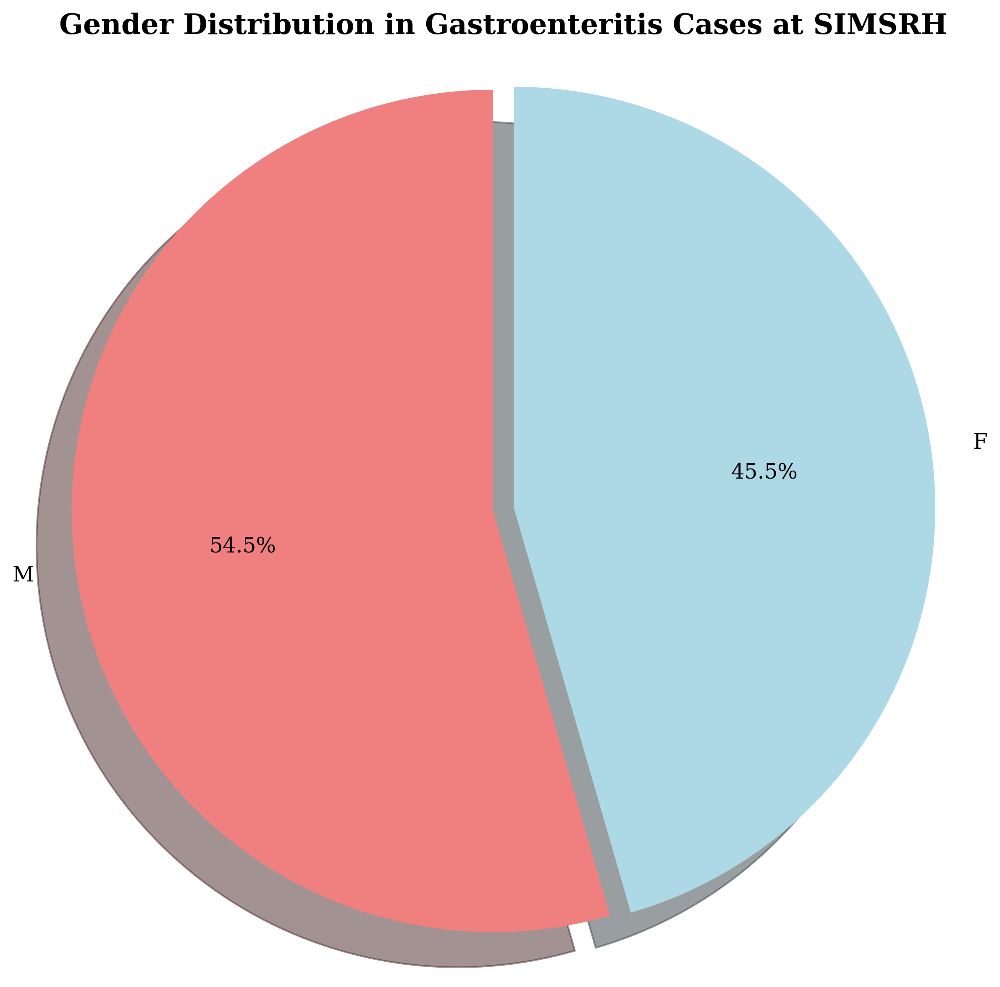 Gender Distribution in Gastroenteritis Cases at SIMSRH
F
45.5%
54.5%
M